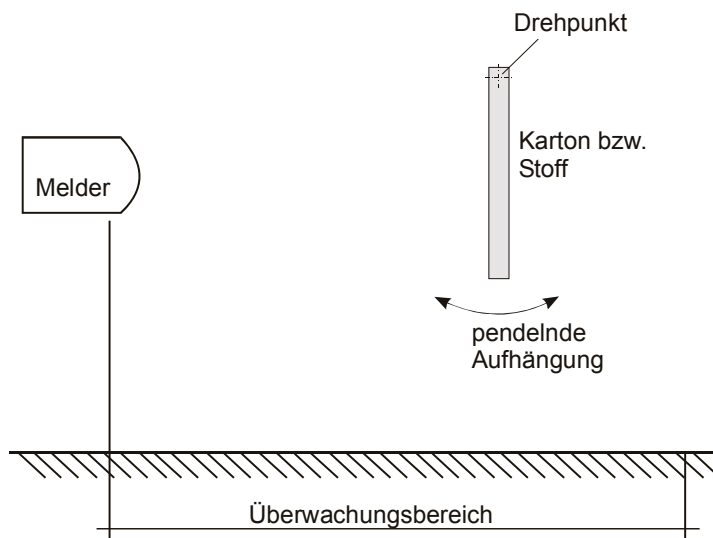 Drehpunkt
Karton bzw.
Stoff
Melder
pendelnde
Aufhängung
Überwachungsbereich